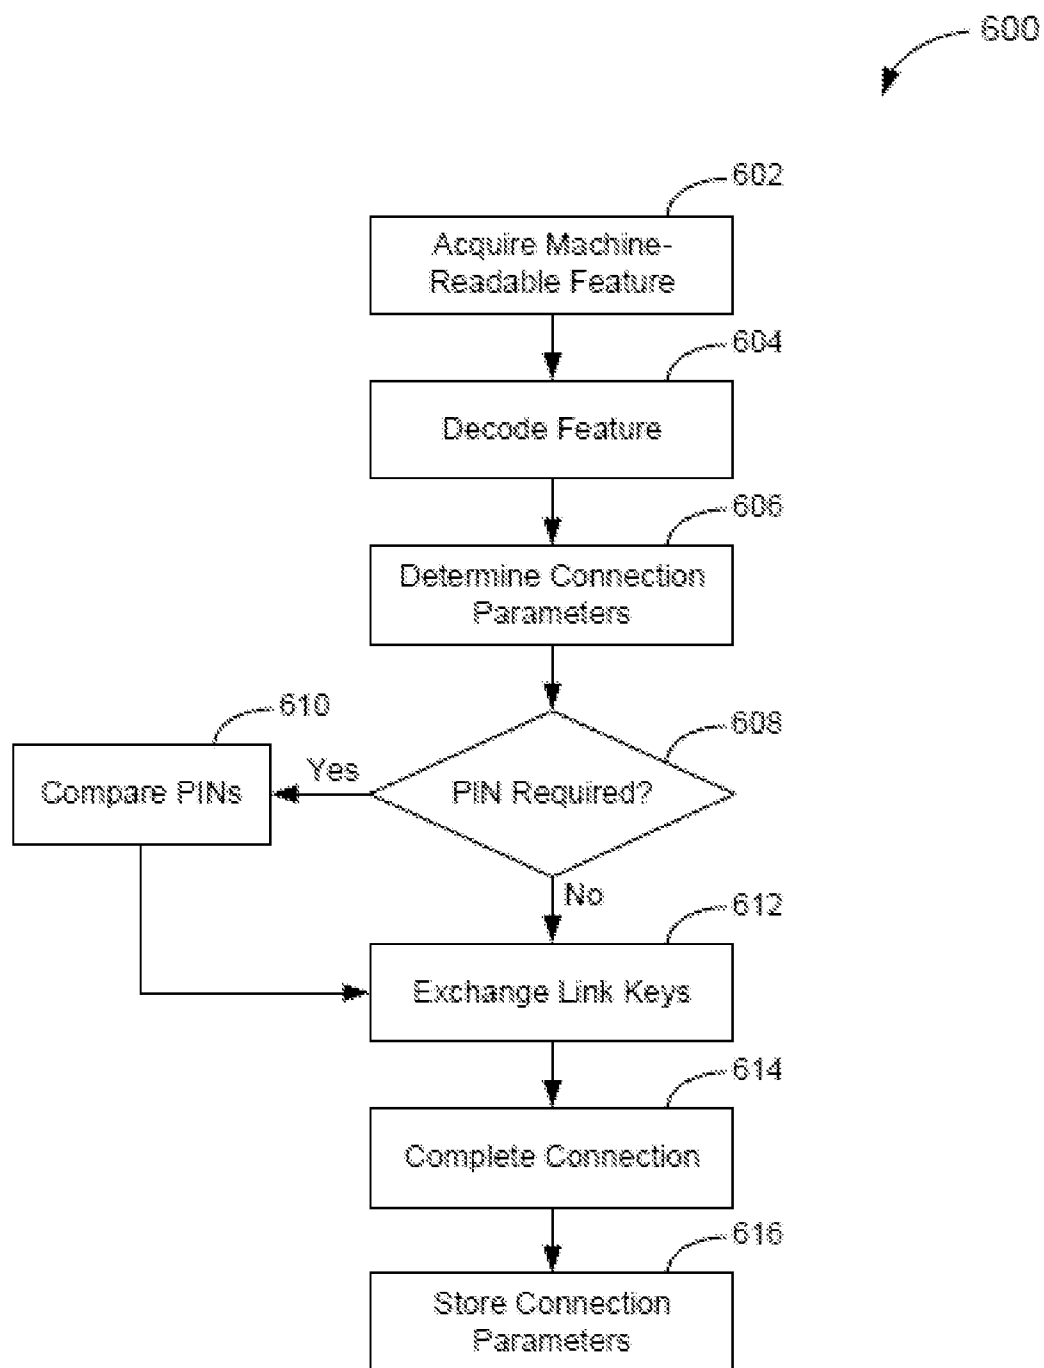 600
602
Acquire Machine-
Readable Feature
604
Decode Feature
606
Determine Connection
Parameters
608
PIN Required?
610
Yes
Compare PINs
No
612
Exchange Link Keys
614
Complete Connection
616
Store Connection
Parameters